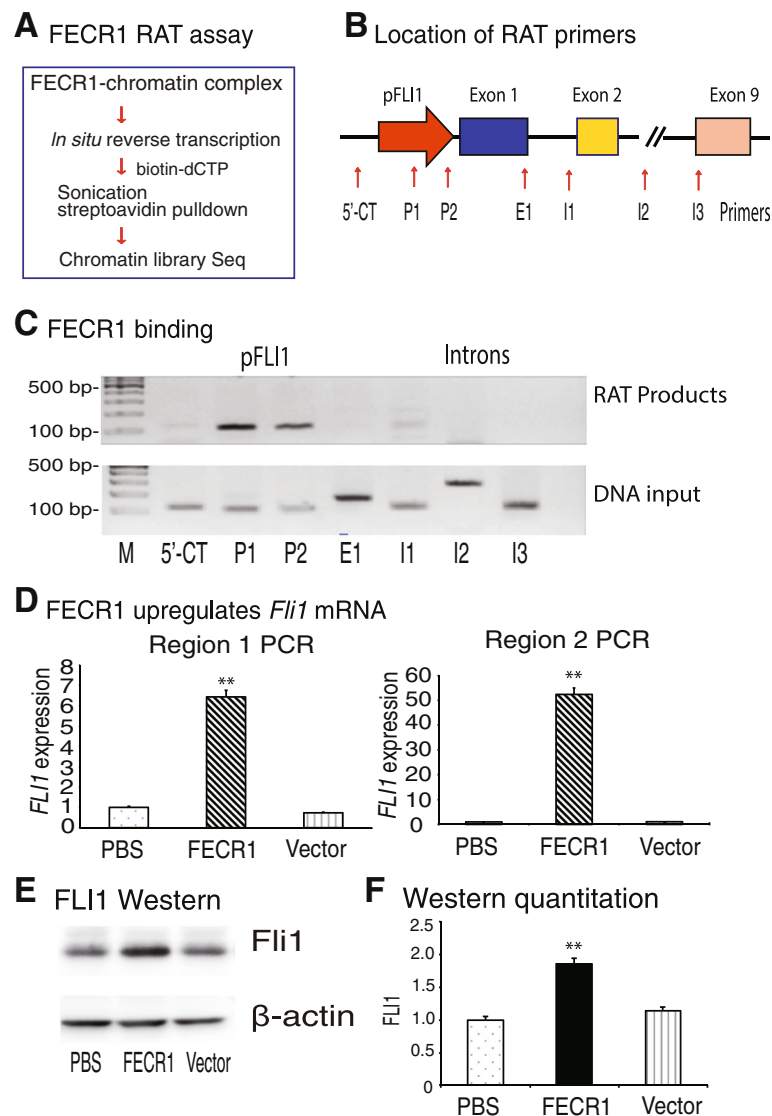 A FECR1 RAT assay
FECR1-chromatin complex
In situ reverse transcription
biotin-dCTP
Sonication
streptoavidin pulldown
Chromatin library Seq
B Location of RAT primers
pFLI1 Exon 1 Exon 2 Exon 9
5'-CT P1 P2 E1 I1 I2 I3 Primers
C FECR1 binding
pFLI1 Introns
500 bp-
100 bp-
RAT Products
500 bp-
100 bp-
DNA input
M 5'-CT P1 P2 E1 I1 I2 I3
D FECR1 upregulates Fli1 mRNA
Region 1 PCR
FLI1 expression
8
7
6
5
4
3
2
1
0
**
PBS FECR1 Vector
Region 2 PCR
FLI1 expression
60
50
40
30
20
10
0
**
PBS FECR1 Vector
E FLI1 Western
Fli1
β-actin
PBS FECR1 Vector
F Western quantitation
FLI1
2.5
2.0
1.5
1.0
0.5
0
**
PBS FECR1 Vector